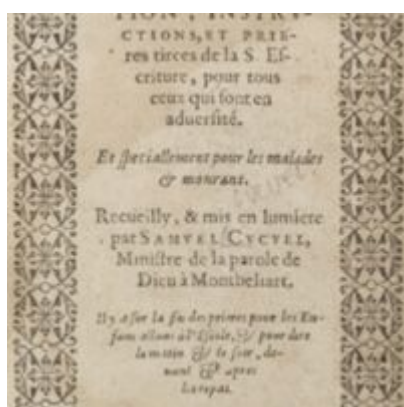 TION, INSTRV-
CTIONS, ET PRIE-
res tirees de la S. Es-
criture, pour tous
ceux qui sont en
aduersité.
Et speciallement pour les malades
& mourant.
Recueilly, & mis en lumiere
par SAMVEL CVCVEL,
Ministre de la parole de
Dieu à Montbeliart.
Il y a sur la fin des prieres pour les En-
fans allans à l'Escole, & pour dire
le matin & le soir, de-
uant & apres
le repas.